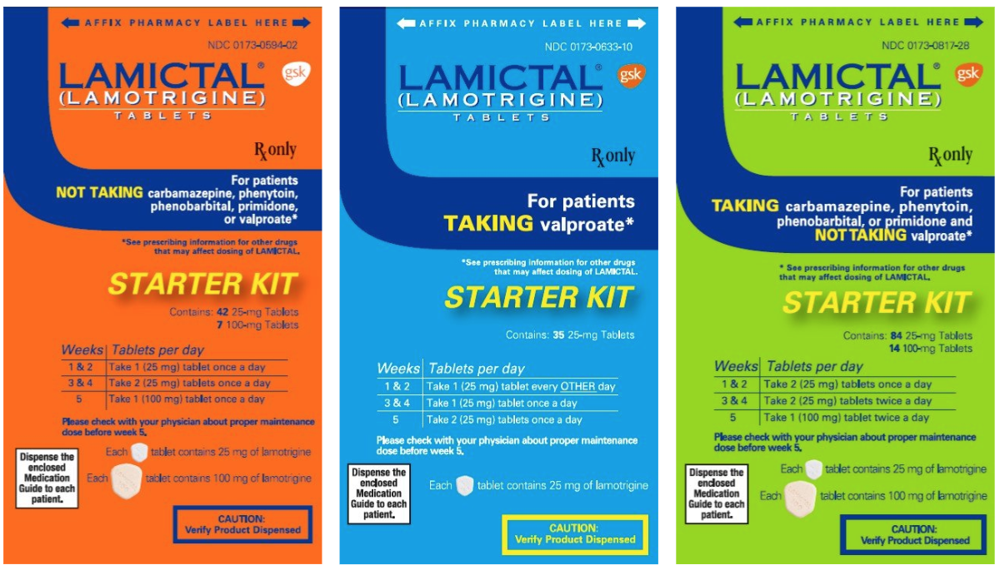 AFFIX PHARMACY LABEL HERE
NDC 0173-0594-02
LAMICTAL®
gsk
(LAMOTRIGINE)
TABLETS
Rx only
For patients
NOT TAKING carbamazepine, phenytoin,
phenobarbital, primidone,
or valproate*
*See prescribing information for other drugs
that may affect dosing of LAMICTAL.
STARTER KIT
Contains: 42 25-mg Tablets
7 100-mg Tablets
Weeks Tablets per day
1 & 2 Take 1 (25 mg) tablet once a day
3 & 4 Take 2 (25 mg) tablets once a day
5 Take 1 (100 mg) tablet once a day
Please check with your physician about proper maintenance
dose before week 5.
Dispense the
enclosed
Medication
Guide to each
patient.
Each tablet contains 25 mg of lamotrigine
Each tablet contains 100 mg of lamotrigine
CAUTION:
Verify Product Dispensed
AFFIX PHARMACY LABEL HERE
NDC 0173-0633-10
LAMICTAL®
gsk
(LAMOTRIGINE)
TABLETS
Rx only
For patients
TAKING valproate*
*See prescribing information for other drugs
that may affect dosing of LAMICTAL.
STARTER KIT
Contains: 35 25-mg Tablets
Weeks Tablets per day
1 & 2 Take 1 (25 mg) tablet every OTHER day
3 & 4 Take 1 (25 mg) tablet once a day
5 Take 2 (25 mg) tablets once a day
Please check with your physician about proper maintenance
dose before week 5.
Dispense the
enclosed
Medication
Guide to each
patient.
Each tablet contains 25 mg of lamotrigine
CAUTION:
Verify Product Dispensed
AFFIX PHARMACY LABEL HERE
NDC 0173-0817-28
LAMICTAL®
gsk
(LAMOTRIGINE)
TABLETS
Rx only
For patients
TAKING carbamazepine, phenytoin,
phenobarbital, or primidone and
NOT TAKING valproate*
* See prescribing information for other drugs
that may affect dosing of LAMICTAL.
STARTER KIT
Contains: 84 25-mg Tablets
14 100-mg Tablets
Weeks Tablets per day
1 & 2 Take 2 (25 mg) tablets once a day
3 & 4 Take 2 (25 mg) tablets twice a day
5 Take 1 (100 mg) tablet twice a day
Please check with your physician about proper maintenance
dose before week 5.
Dispense the
enclosed
Medication
Guide to each
patient.
Each tablet contains 25 mg of lamotrigine
Each tablet contains 100 mg of lamotrigine
CAUTION:
Verify Product Dispensed